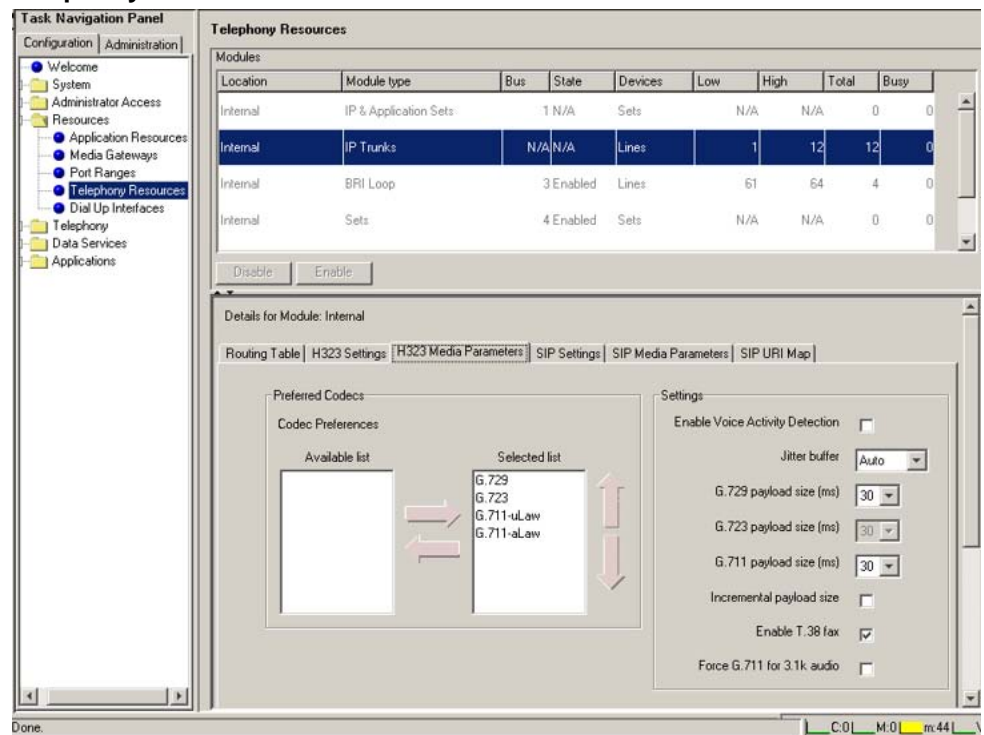 Task Navigation Panel
Configuration Administration
Welcome
System
Administrator Access
Resources
Application Resources
Media Gateways
Port Ranges
Telephony Resources
Dial Up Interfaces
Telephony
Data Services
Applications
Telephony Resources
Modules
Location Module type Bus State Devices Low High Total Busy
Internal IP & Application Sets 1 N/A Sets N/A N/A 0 0
Internal IP Trunks N/A N/A Lines 1 12 12 0
Internal BRI Loop 3 Enabled Lines 61 64 4 0
Internal Sets 4 Enabled Sets N/A N/A 0 0
Disable Enable
Details for Module: Internal
Routing Table H323 Settings H323 Media Parameters SIP Settings SIP Media Parameters SIP URI Map
Preferred Codecs
Codec Preferences
Available list Selected list
G.729
G.723
G.711-uLaw
G.711-aLaw
Settings
Enable Voice Activity Detection
Jitter buffer Auto
G.729 payload size (ms) 30
G.723 payload size (ms) 30
G.711 payload size (ms) 30
Incremental payload size
Enable T.38 fax
Force G.711 for 3.1k audio
Done. C:0 M:0 m:44